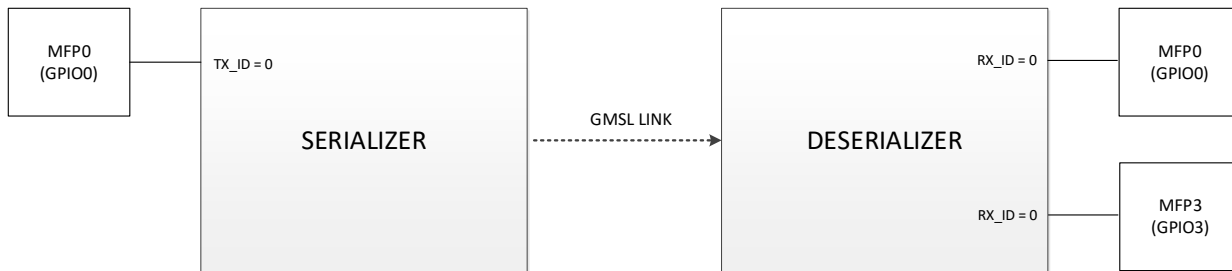 MFP0
(GPIO0)
TX_ID = 0
SERIALIZER
GMSL LINK
DESERIALIZER
RX_ID = 0
MFP0
(GPIO0)
RX_ID = 0
MFP3
(GPIO3)